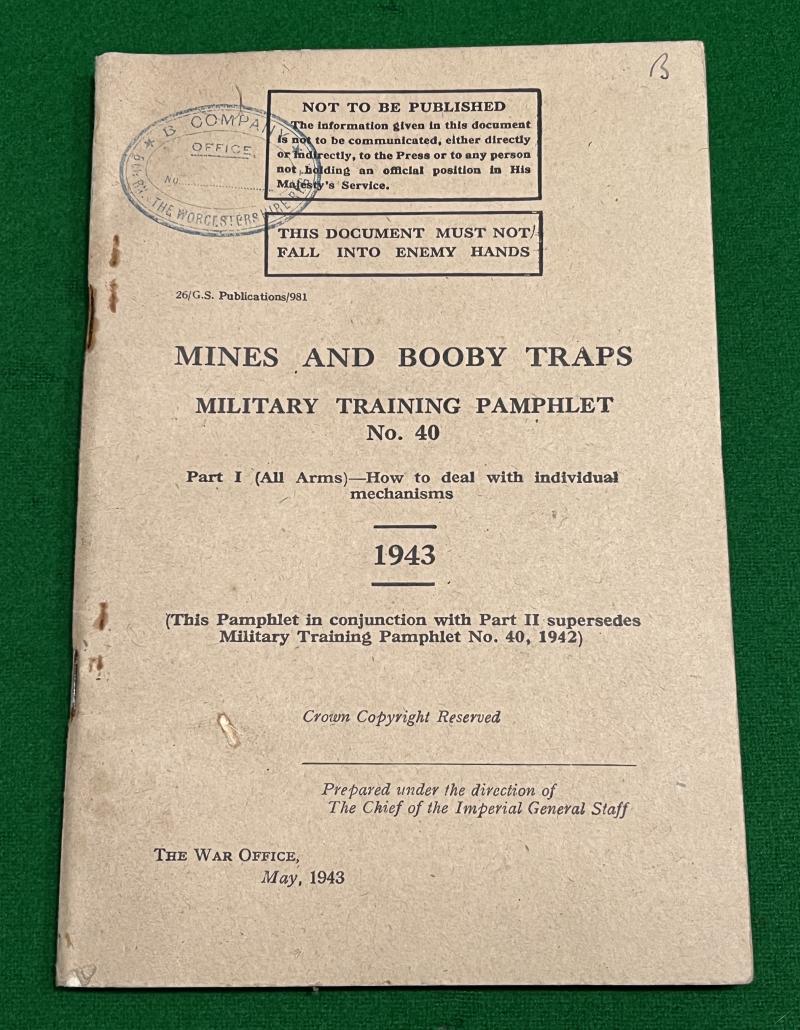 B
NOT TO BE PUBLISHED
The information given in this document
is not to be communicated, either directly
or indirectly, to the Press or to any person
not holding an official position in His
Majesty's Service.
★ B COMPANY ★
OFFICE
No.
THE WORCESTERSHIRE
THIS DOCUMENT MUST NOT
FALL INTO ENEMY HANDS
26/G.S. Publications/981
MINES AND BOOBY TRAPS
MILITARY TRAINING PAMPHLET
No. 40
Part I (All Arms)—How to deal with individual
mechanisms
1943
(This Pamphlet in conjunction with Part II supersedes
Military Training Pamphlet No. 40, 1942)
Crown Copyright Reserved
Prepared under the direction of
The Chief of the Imperial General Staff
THE WAR OFFICE,
May, 1943